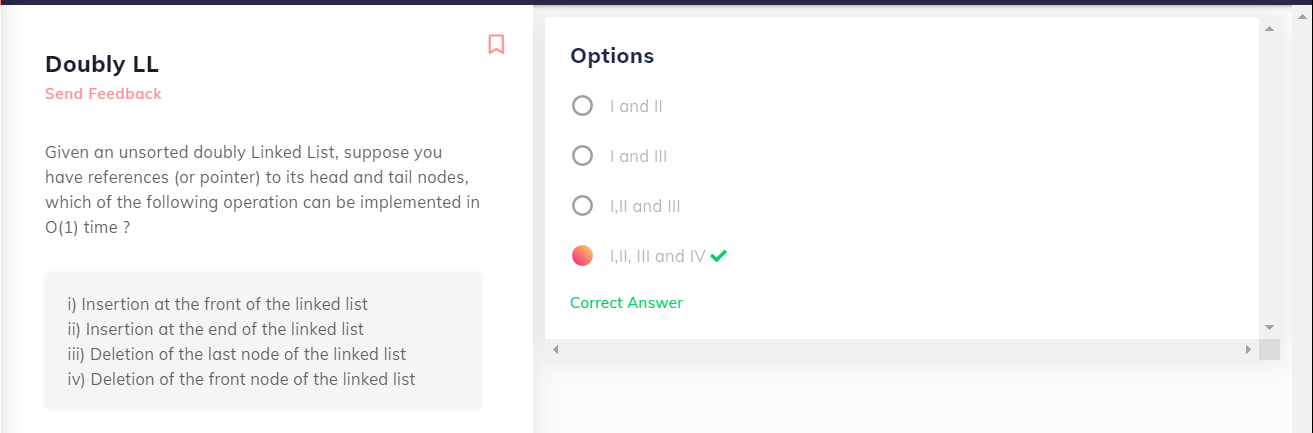 Doubly LL
Send Feedback
Given an unsorted doubly Linked List, suppose you
have references (or pointer) to its head and tail nodes,
which of the following operation can be implemented in
O(1) time ?
i) Insertion at the front of the linked list
ii) Insertion at the end of the linked list
iii) Deletion of the last node of the linked list
iv) Deletion of the front node of the linked list
Options
I and II
I and III
I,II and III
I,II, III and IV
Correct Answer